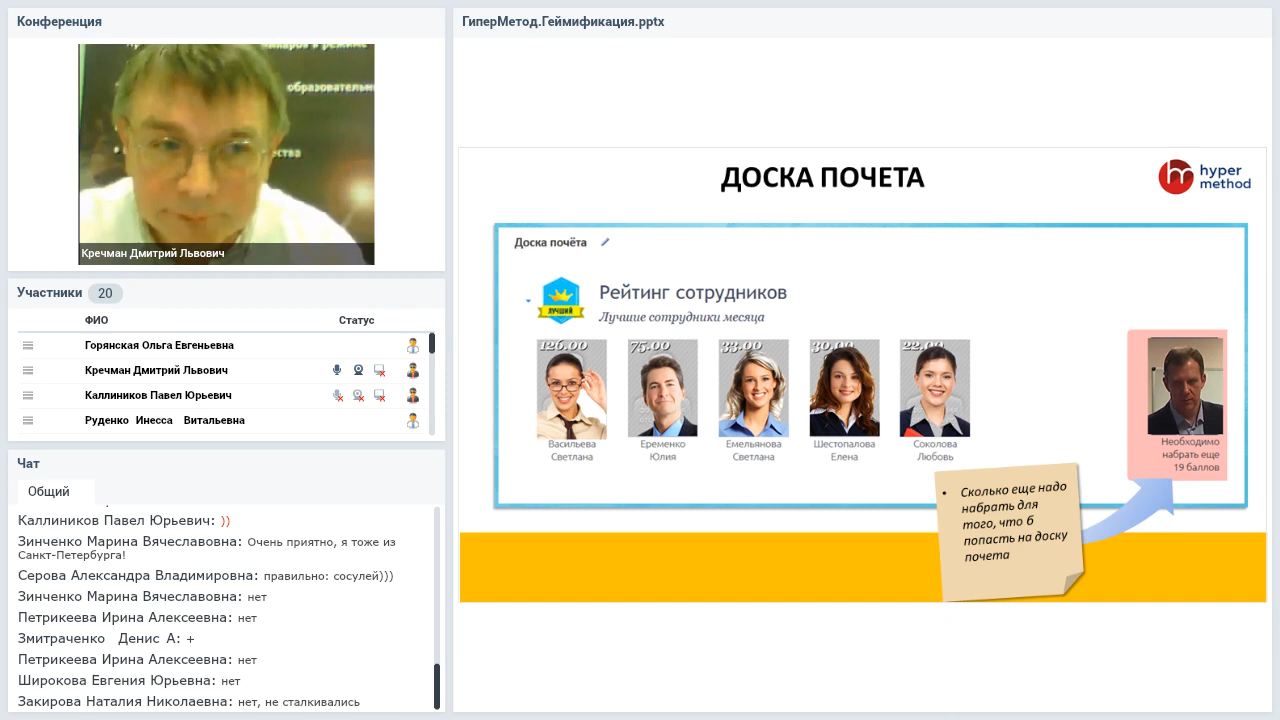 Конференция
образовательн
Кречман Дмитрий Львович
Участники 20
ФИО Статус
Горянская Ольга Евгеньевна
Кречман Дмитрий Львович
Каллиников Павел Юрьевич
Руденко Инесса Витальевна
Чат
Общий
Каллиников Павел Юрьевич: ))
Зинченко Марина Вячеславовна: Очень приятно, я тоже из
Санкт-Петербурга!
Серова Александра Владимировна: правильно: сосулей)))
Зинченко Марина Вячеславовна: нет
Петрикеева Ирина Алексеевна: нет
Змитраченко Денис А: +
Петрикеева Ирина Алексеевна: нет
Широкова Евгения Юрьевна: нет
Закирова Наталия Николаевна: нет, не сталкивались
ГиперМетод.Геймификация.pptx
ДОСКА ПОЧЕТА
hyper
method
Доска почёта
ЛУЧШИЙ
Рейтинг сотрудников
Лучшие сотрудники месяца
126.00 75.00 33.00 30.00 22.00
Васильева
Светлана
Еременко
Юлия
Емельянова
Светлана
Шестопалова
Елена
Соколова
Любовь
Необходимо
набрать еще
19 баллов
• Сколько еще надо
набрать для
того, что б
попасть на доску
почета